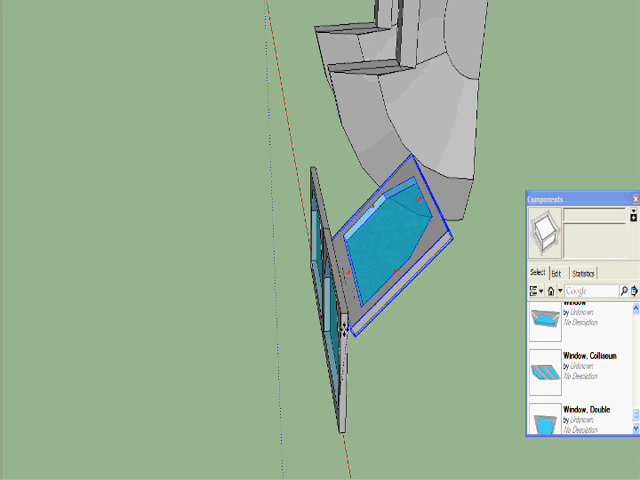 Components
Select Edit Statistics
Google
Window
by Unknown
No Description
Window, Coliseum
by Unknown
No Description
Window, Double
by Unknown
No Description